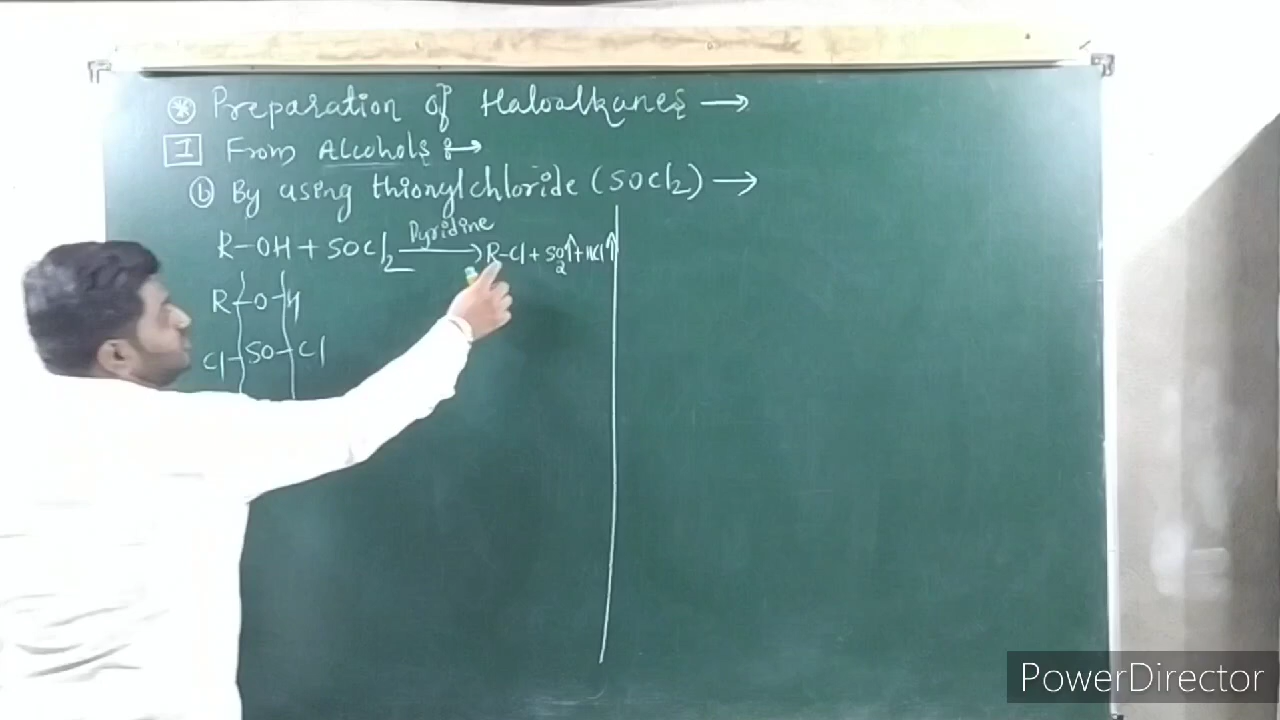 * Preparation of Haloalkanes →
I From Alcohols :→
b By using thionylchloride (SOCl2) →
R-OH + SOCl2 Pyridine → R-Cl + SO2↑ + HCl↑
R-O-H
Cl-SO-Cl
PowerDirector